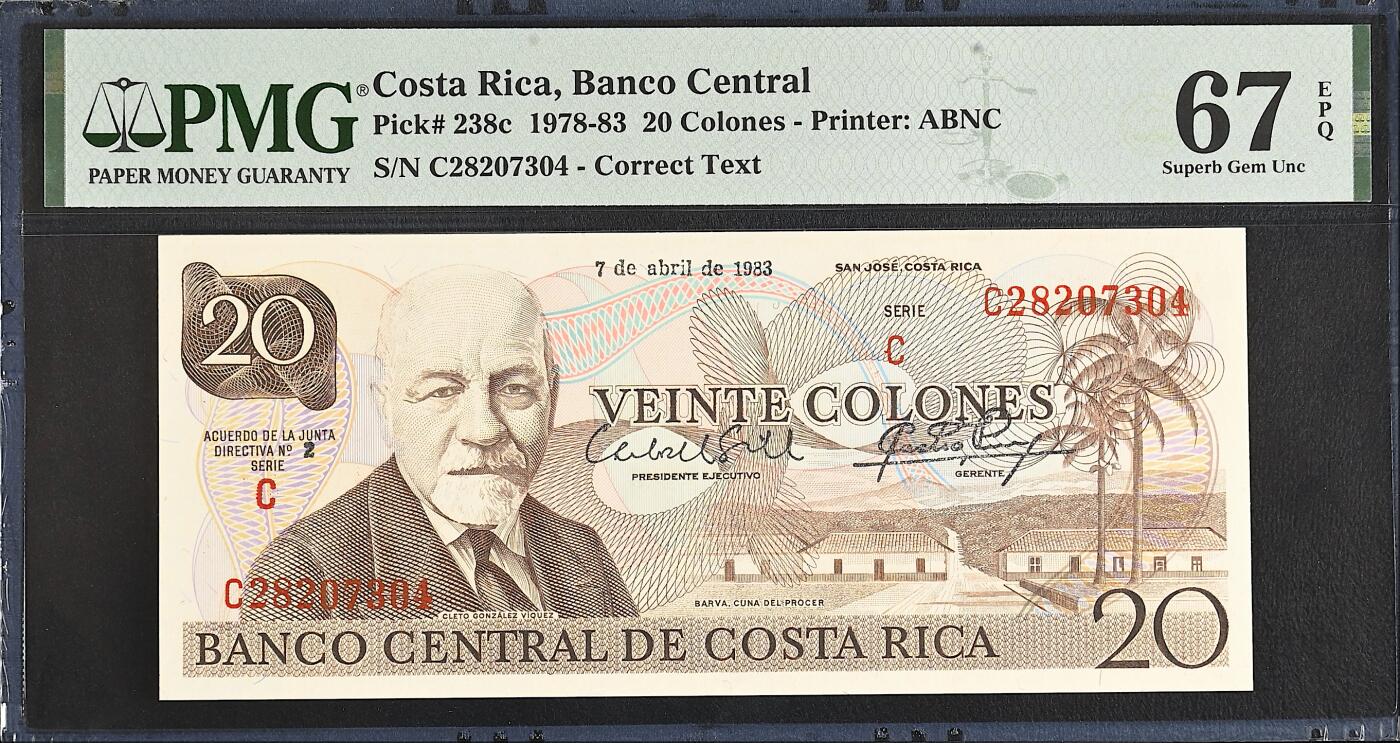 PMG®
PAPER MONEY GUARANTY
Costa Rica, Banco Central
Pick# 238c 1978-83 20 Colones - Printer: ABNC
S/N C28207304 - Correct Text
67
EPQ
Superb Gem Unc
20
7 de abril de 1983
SAN JOSÉ, COSTA RICA
SERIE
C
C28207304
VEINTE COLONES
ACUERDO DE LA JUNTA
DIRECTIVA Nº 2
SERIE
C
PRESIDENTE EJECUTIVO
GERENTE
C28207304
CLETO GONZÁLEZ VÍQUEZ
BARVA, CUNA DEL PROCER
BANCO CENTRAL DE COSTA RICA
20